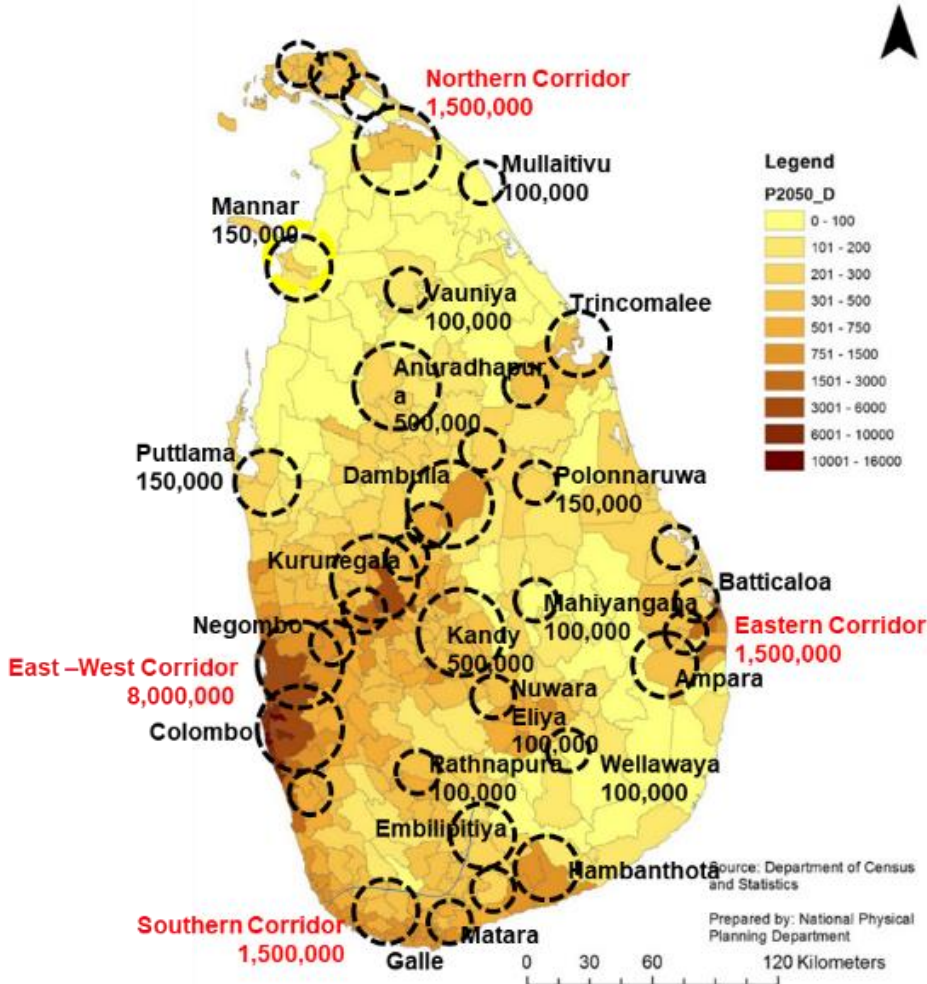 Northern Corridor
1,500,000
Mullaitivu
100,000
Mannar
150,000
Vauniya
100,000
Trincomalee
Anuradhapur
a
500,000
Puttlama
150,000
Dambulla
Polonnaruwa
150,000
Kurunegala
Batticaloa
Mahiyangana
100,000
Negombo
Kandy
500,000
Eastern Corridor
1,500,000
East –West Corridor
8,000,000
Ampara
Nuwara
Eliya
100,000
Colombo
Rathnapura
100,000
Wellawaya
100,000
Embilipitiya
Hambanthota
Southern Corridor
1,500,000
Matara
Galle
Legend
P2050_D
0 - 100
101 - 200
201 - 300
301 - 500
501 - 750
751 - 1500
1501 - 3000
3001 - 6000
6001 - 10000
10001 - 16000
Source: Department of Census
and Statistics
Prepared by: National Physical
Planning Department
0 30 60 120 Kilometers